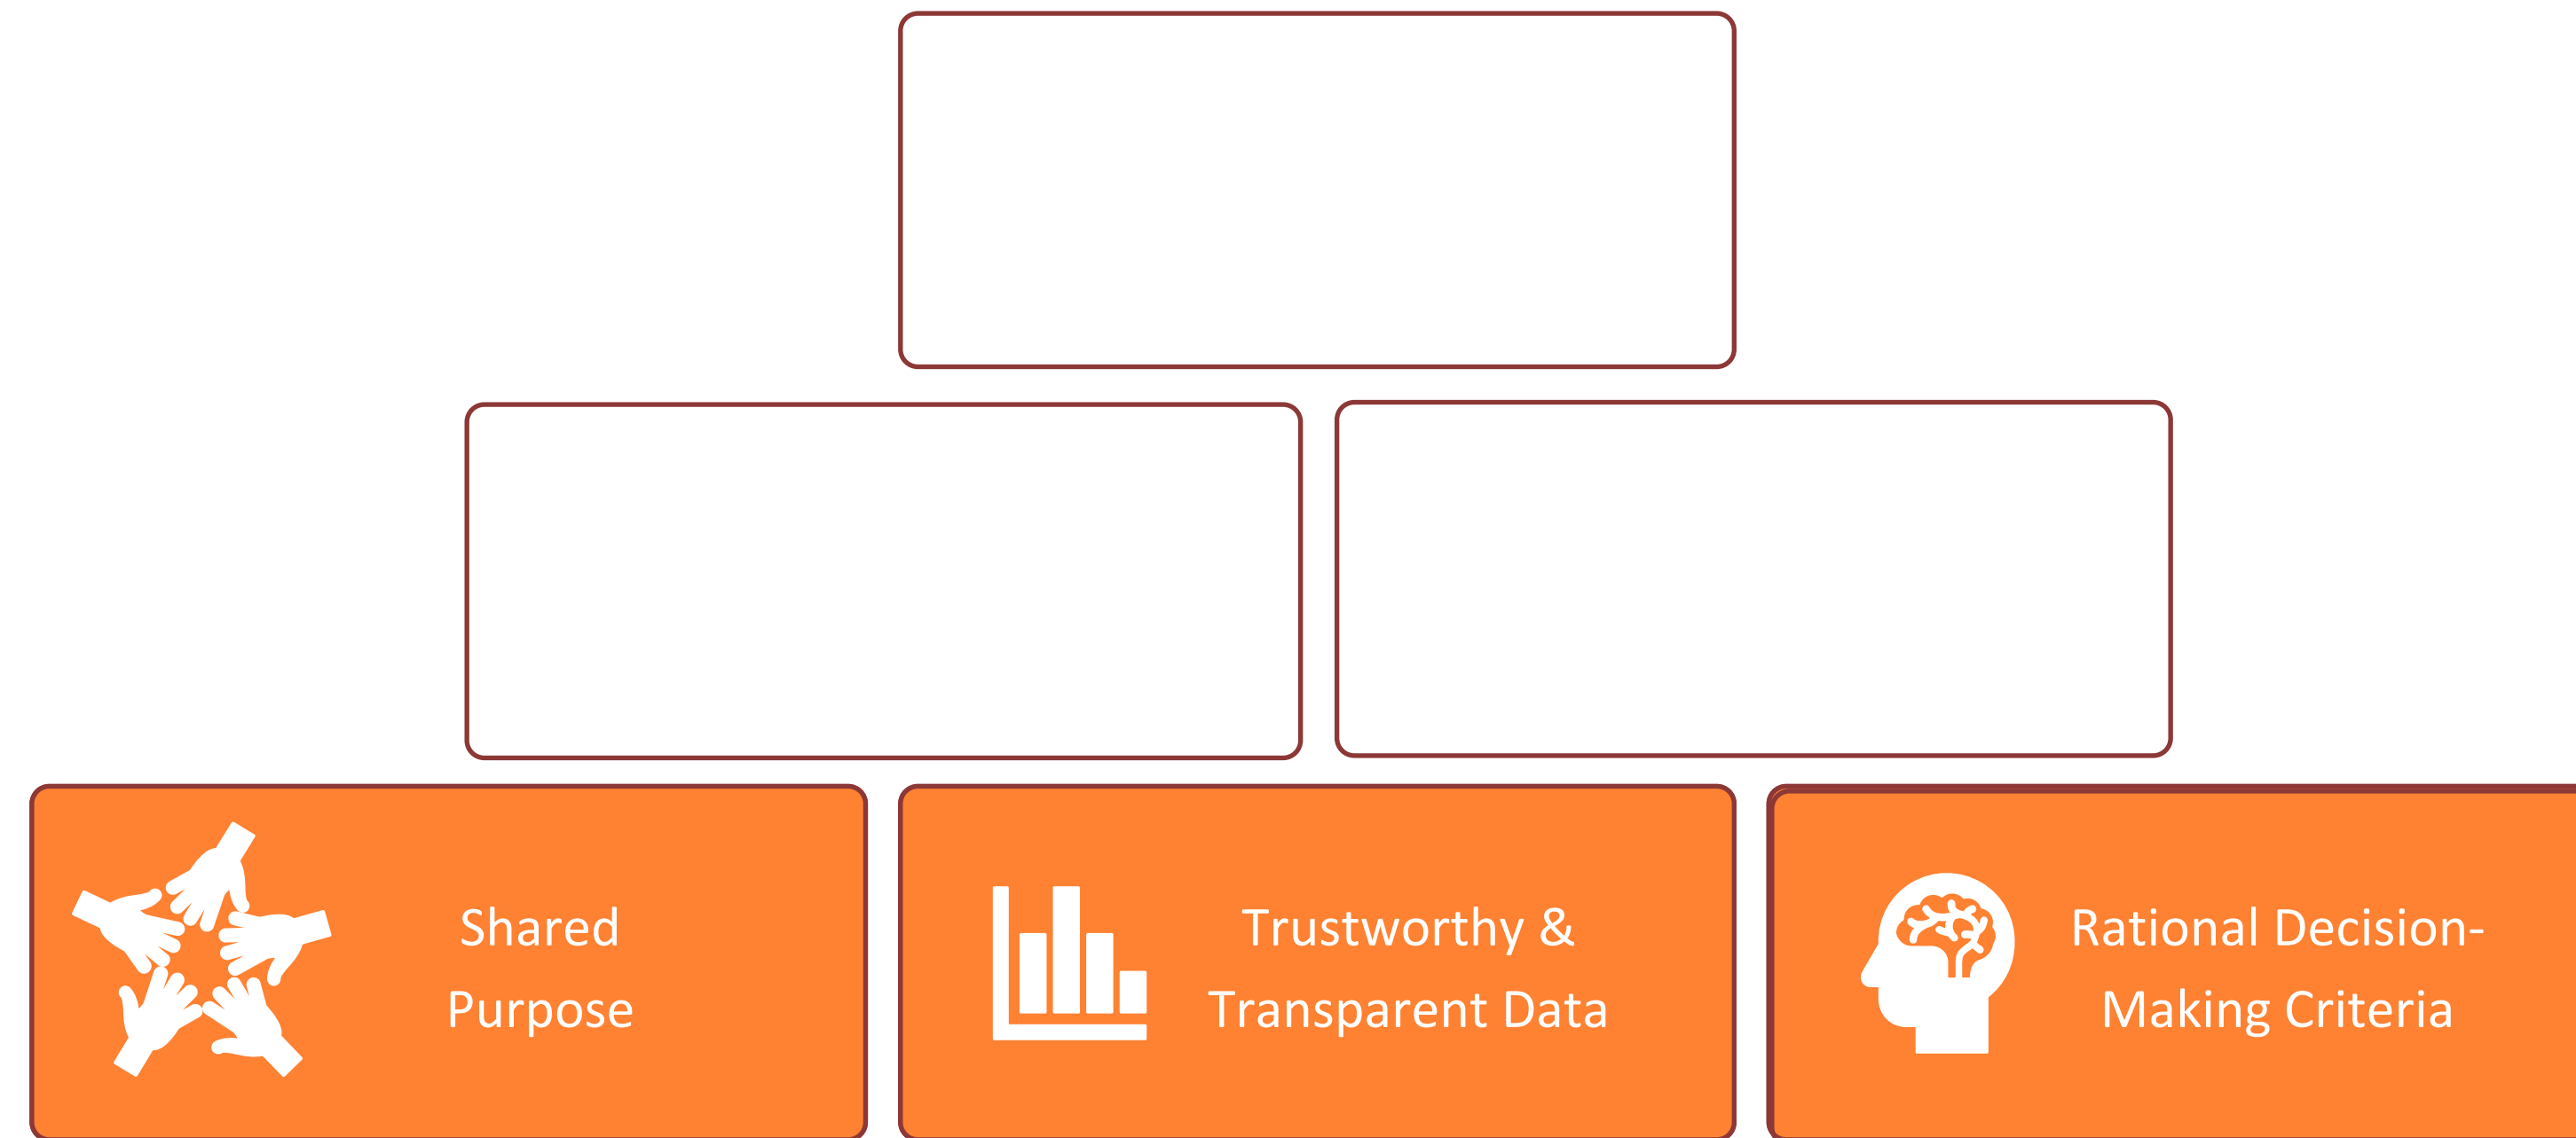 Shared
Purpose
Trustworthy &
Transparent Data
Rational Decision-
Making Criteria